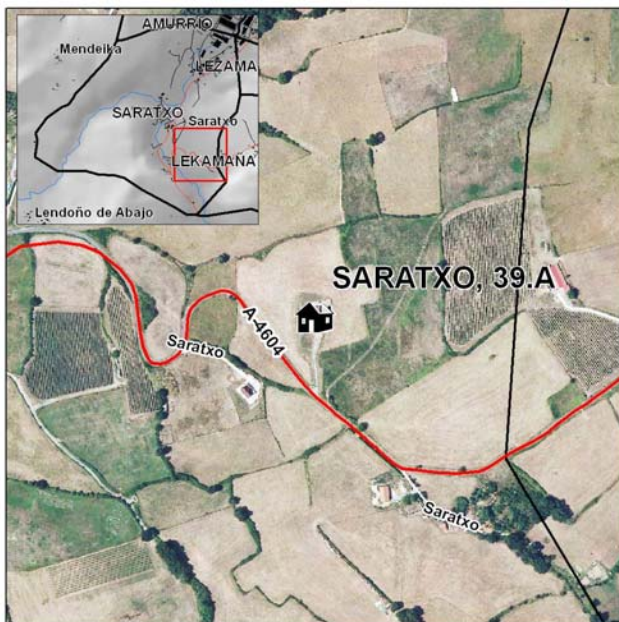 AMURRIO
Mendeika
LEZAMA
SARATXO
Saratxo
LEKAMAÑA
Lendoño de Abajo
SARATXO, 39.A
A-4604
Saratxo
Saratxo